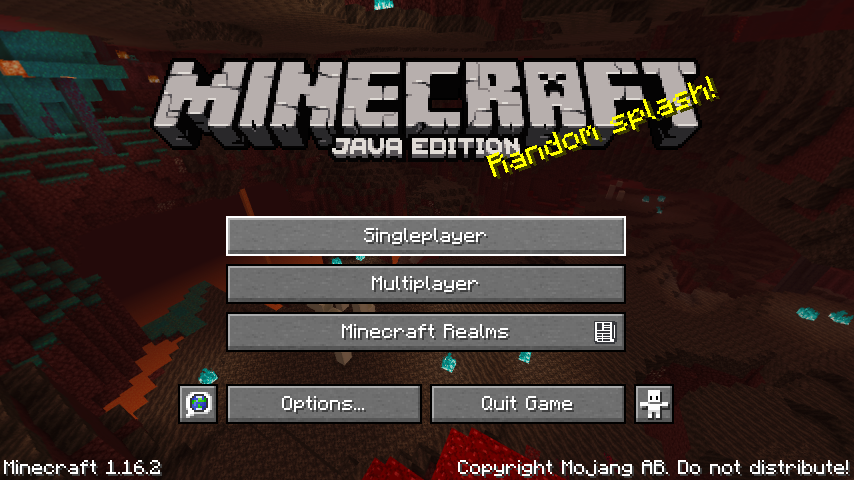 MINECRAFT
JAVA EDITION
Random splash!
Singleplayer
Multiplayer
Minecraft Realms
Options...
Quit Game
Minecraft 1.16.2
Copyright Mojang AB. Do not distribute!